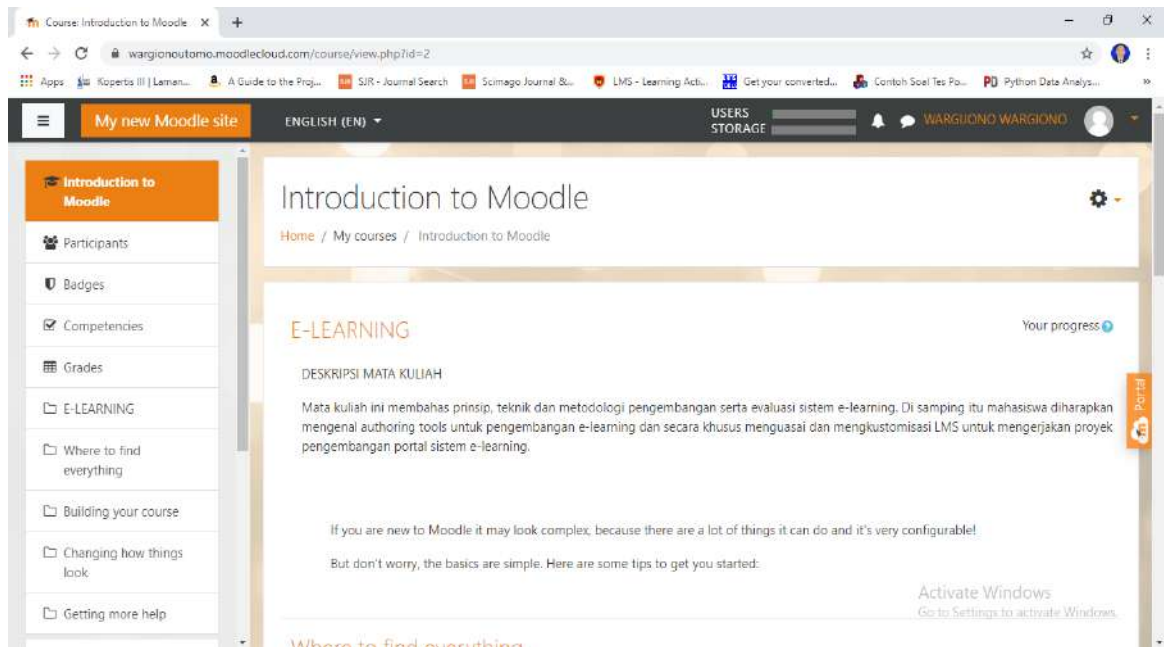 Course: Introduction to Moodle
wargionoutomo.moodlecloud.com/course/view.php?id=2
Apps Kopertis III | Laman... A Guide to the Proj... SJR - Journal Search Scimago Journal &... LMS - Learning Acti... Get your converted... Contoh Soal Tes Po... Python Data Analys...
My new Moodle site ENGLISH (EN) USERS
STORAGE
WARGIJONO WARGIONO
Introduction to
Moodle
Participants
Badges
Competencies
Grades
E-LEARNING
Where to find
everything
Building your course
Changing how things
look
Getting more help
Introduction to Moodle
Home / My courses / Introduction to Moodle
E-LEARNING
Your progress
DESKRIPSI MATA KULIAH
Mata kuliah ini membahas prinsip, teknik dan metodologi pengembangan serta evaluasi sistem e-learning. Di samping itu mahasiswa diharapkan
mengenal authoring tools untuk pengembangan e-learning dan secara khusus menguasai dan mengkustomisasi LMS untuk mengerjakan proyek
pengembangan portal sistem e-learning.
If you are new to Moodle it may look complex, because there are a lot of things it can do and it's very configurable!
But don't worry, the basics are simple. Here are some tips to get you started:
Where to find everything
Portal
Activate Windows
Go to Settings to activate Windows.